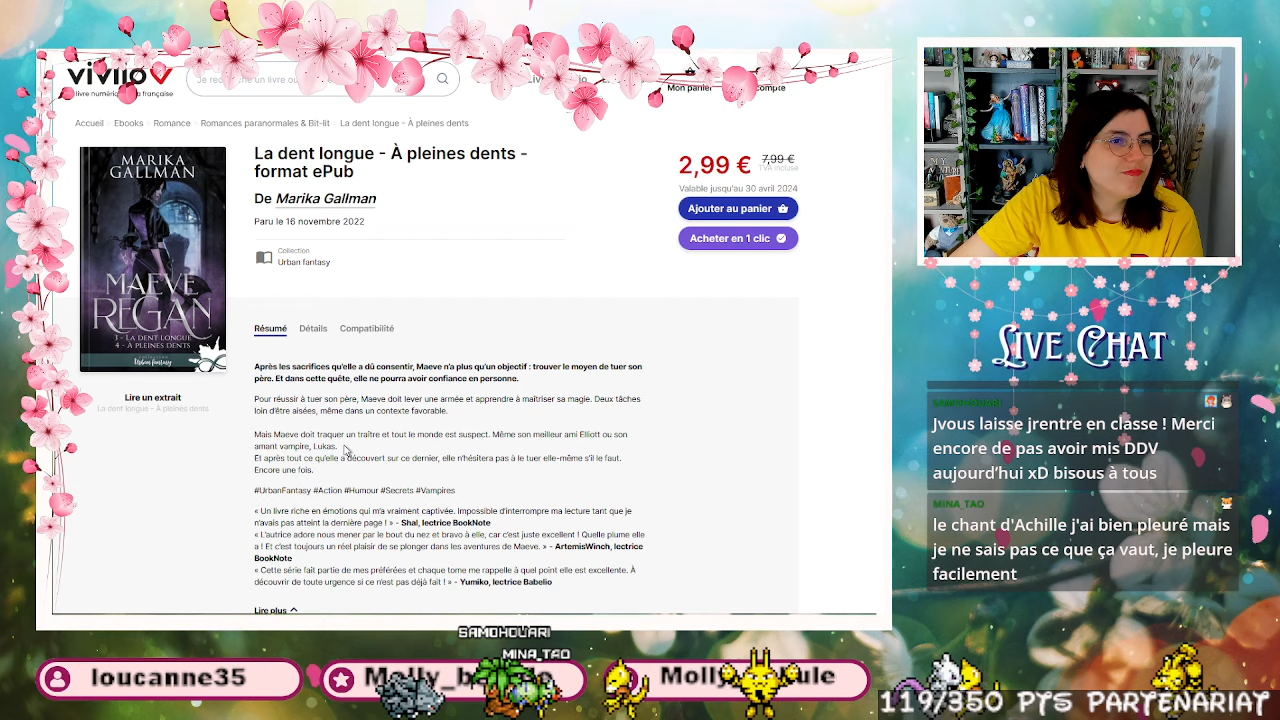 vivlio
livre numérique à la française
Mon panier
compte
Accueil Ebooks Romance Romances paranormales & Bit-lit La dent longue - À pleines dents
MARIKA
GALLMAN
MAEVE
REGAN
3 - LA DENT LONGUE
4 - À PLEINES DENTS
Urban fantasy
Lire un extrait
La dent longue - À pleines dents
La dent longue - À pleines dents -
format ePub
De Marika Gallman
Paru le 16 novembre 2022
Collection
Urban fantasy
2,99 € 7,99 €
TVA incluse
Valable jusqu'au 30 avril 2024
Ajouter au panier
Acheter en 1 clic
Résumé Détails Compatibilité
Après les sacrifices qu'elle a dû consentir, Maeve n'a plus qu'un objectif : trouver le moyen de tuer son
père. Et dans cette quête, elle ne pourra avoir confiance en personne.
Pour réussir à tuer son père, Maeve doit lever une armée et apprendre à maîtriser sa magie. Deux tâches
loin d'être aisées, même dans un contexte favorable.
Mais Maeve doit traquer un traître et tout le monde est suspect. Même son meilleur ami Elliott ou son
amant vampire, Lukas.
Et après tout ce qu'elle a découvert sur ce dernier, elle n'hésitera pas à le tuer elle-même s'il le faut.
Encore une fois.
#UrbanFantasy #Action #Humour #Secrets #Vampires
« Un livre riche en émotions qui m'a vraiment captivée. Impossible d'interrompre ma lecture tant que je
n'avais pas atteint la dernière page ! » - Shal, lectrice BookNote
« L'autrice adore nous mener par le bout du nez et bravo à elle, car c'est juste excellent ! Quelle plume elle
a ! Et c'est toujours un réel plaisir de se plonger dans les aventures de Maeve. » - ArtemisWinch, lectrice
BookNote
« Cette série fait partie de mes préférées et chaque tome me rappelle à quel point elle est excellente. À
découvrir de toute urgence si ce n'est pas déjà fait ! » - Yumiko, lectrice Babelio
Lire plus
LIVE CHAT
SAMOHOUARI
Jvous laisse jrentre en classe ! Merci
encore de pas avoir mis DDV
aujourd'hui xD bisous à tous
MINA_TAO
le chant d'Achille j'ai bien pleuré mais
je ne sais pas ce que ça vaut, je pleure
facilement
SAMOHOUARI
MINA_TAO
loucanne35
119/350 PTS PARTENARIAT